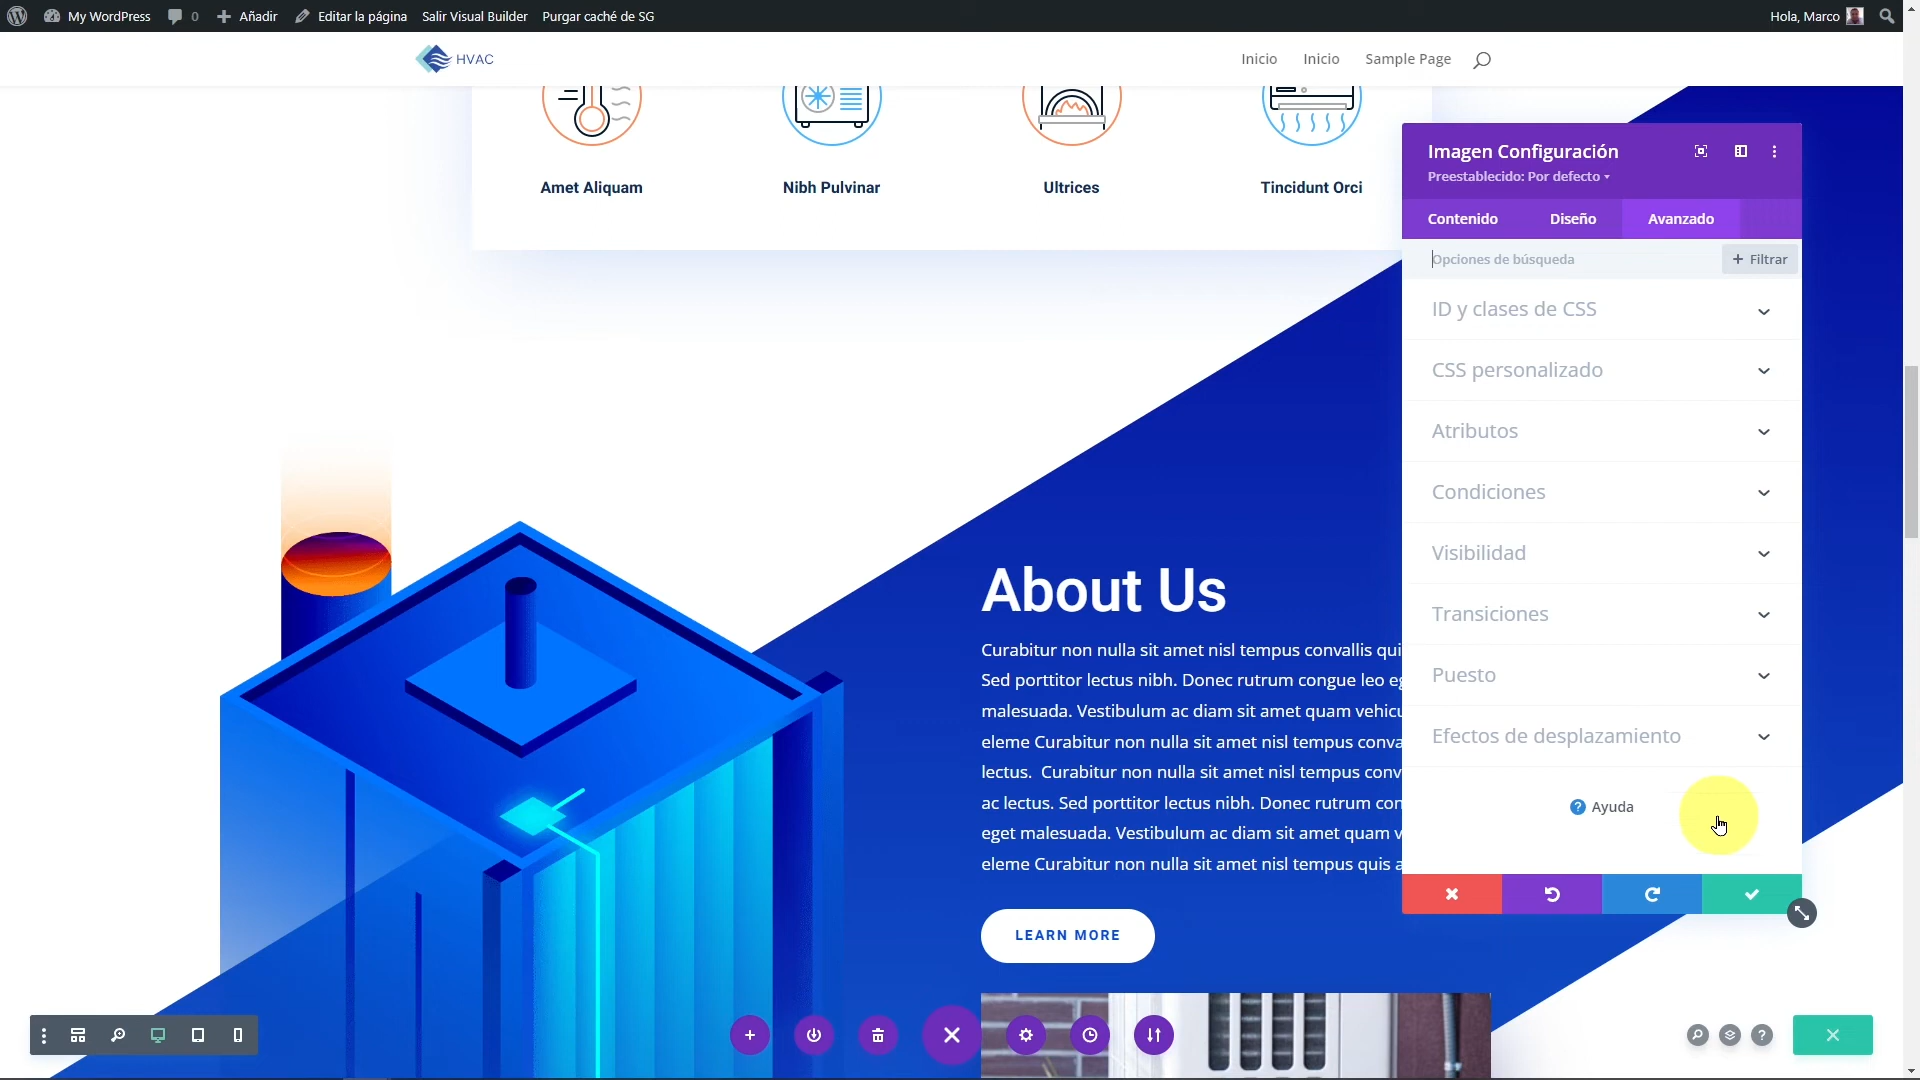 My WordPress 0 Añadir Editar la página Salir Visual Builder Purgar caché de SG Hola, Marco
HVAC Inicio Inicio Sample Page
Amet Aliquam Nibh Pulvinar Ultrices Tincidunt Orci
Imagen Configuración
Preestablecido: Por defecto
Contenido Diseño Avanzado
Opciones de búsqueda + Filtrar
ID y clases de CSS
CSS personalizado
Atributos
Condiciones
Visibilidad
Transiciones
Puesto
Efectos de desplazamiento
? Ayuda
About Us
Curabitur non nulla sit amet nisl tempus convallis qui
Sed porttitor lectus nibh. Donec rutrum congue leo eg
malesuada. Vestibulum ac diam sit amet quam vehicu
eleme Curabitur non nulla sit amet nisl tempus conva
lectus. Curabitur non nulla sit amet nisl tempus conv
ac lectus. Sed porttitor lectus nibh. Donec rutrum con
eget malesuada. Vestibulum ac diam sit amet quam v
eleme Curabitur non nulla sit amet nisl tempus quis a
LEARN MORE
?